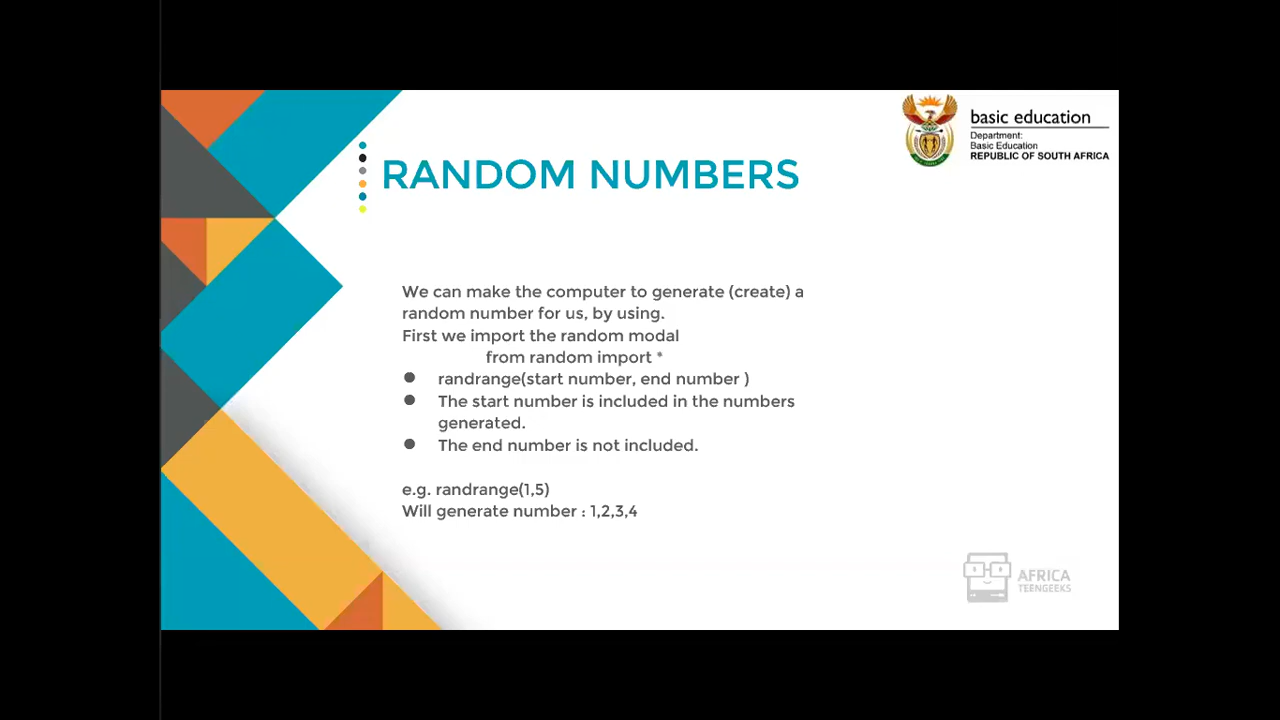 basic education
Department:
Basic Education
REPUBLIC OF SOUTH AFRICA
RANDOM NUMBERS
We can make the computer to generate (create) a
random number for us, by using.
First we import the random modal
from random import *
● randrange(start number, end number )
● The start number is included in the numbers
generated.
● The end number is not included.
e.g. randrange(1,5)
Will generate number : 1,2,3,4
AFRICA
TEENGEEKS